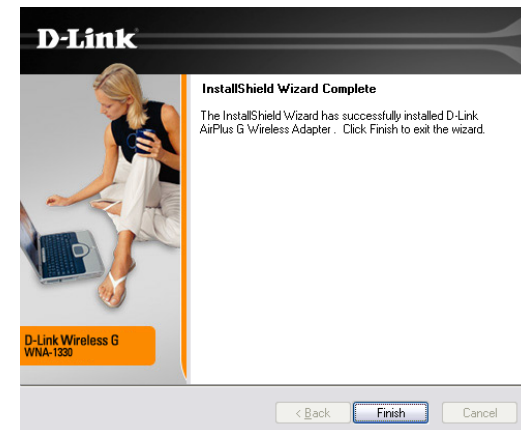 D-Link
InstallShield Wizard Complete
The InstallShield Wizard has successfully installed D-Link
AirPlus G Wireless Adapter . Click Finish to exit the wizard.
D-Link Wireless G
WNA-1330
< Back
Finish
Cancel